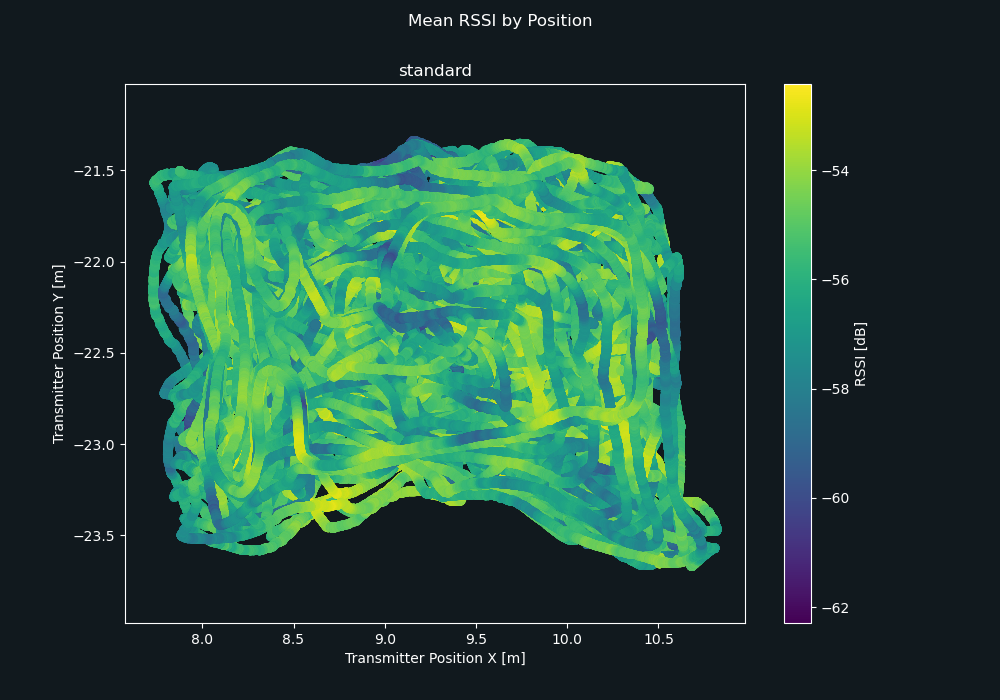 Mean RSSI by Position
standard
−21.5
−22.0
−22.5
−23.0
−23.5
Transmitter Position Y [m]
8.0 8.5 9.0 9.5 10.0 10.5
Transmitter Position X [m]
−54
−56
−58
−60
−62
RSSI [dB]